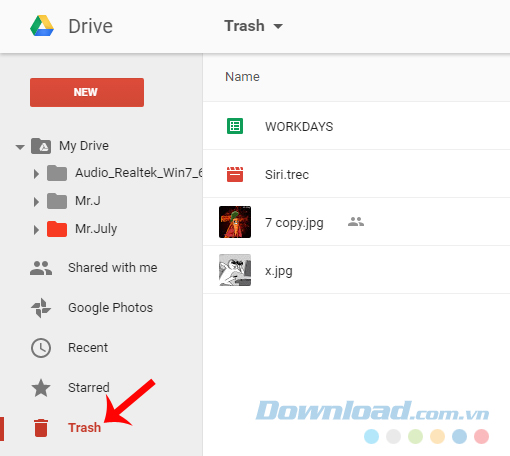 Drive
Trash
NEW
Name
My Drive
Audio_Realtek_Win7_6
Mr.J
Mr.July
Shared with me
Google Photos
Recent
Starred
Trash
WORKDAYS
Siri.trec
7 copy.jpg
x.jpg
Download.com.vn